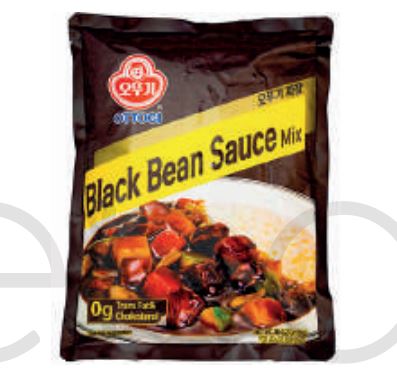 오뚜기
OTTOGI
오뚜기 짜장
Black Bean Sauce Mix
0g Trans Fat &
Cholesterol